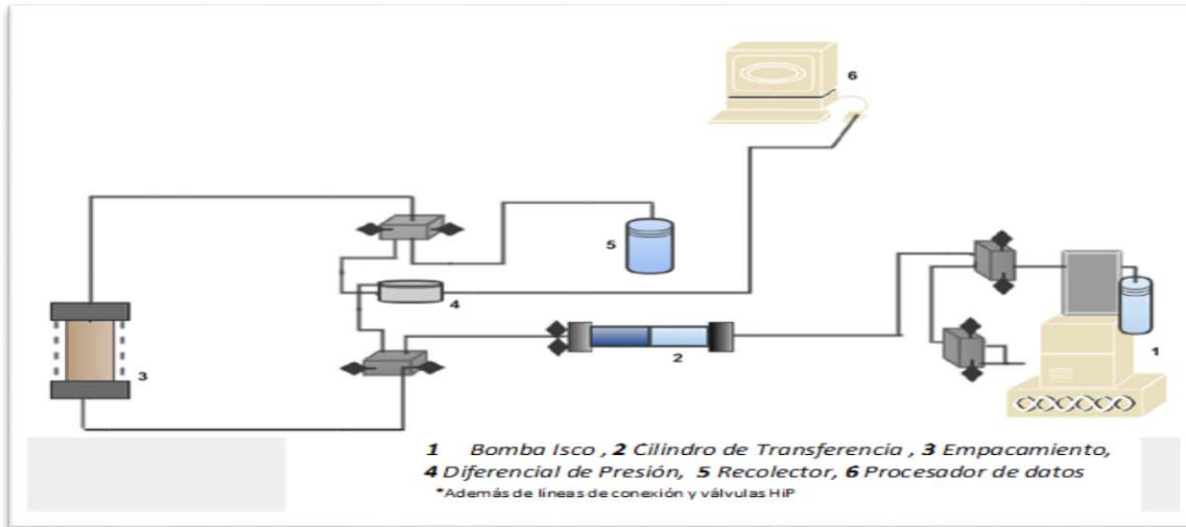 6
5
4
3
2
1
1 Bomba Isco , 2 Cilindro de Transferencia , 3 Empacamiento,
4 Diferencial de Presión, 5 Recolector, 6 Procesador de datos
*Además de líneas de conexión y válvulas HiP